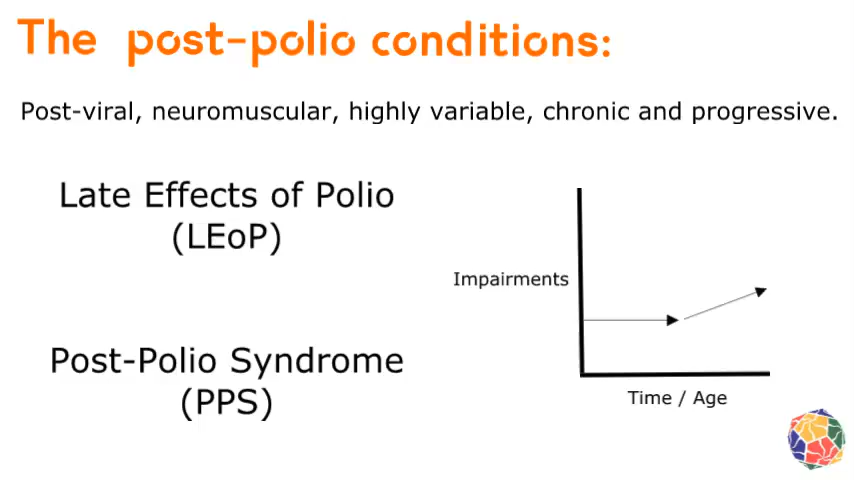 The post-polio conditions:
Post-viral, neuromuscular, highly variable, chronic and progressive.
Late Effects of Polio
(LEoP)
Impairments
Post-Polio Syndrome
(PPS)
Time / Age